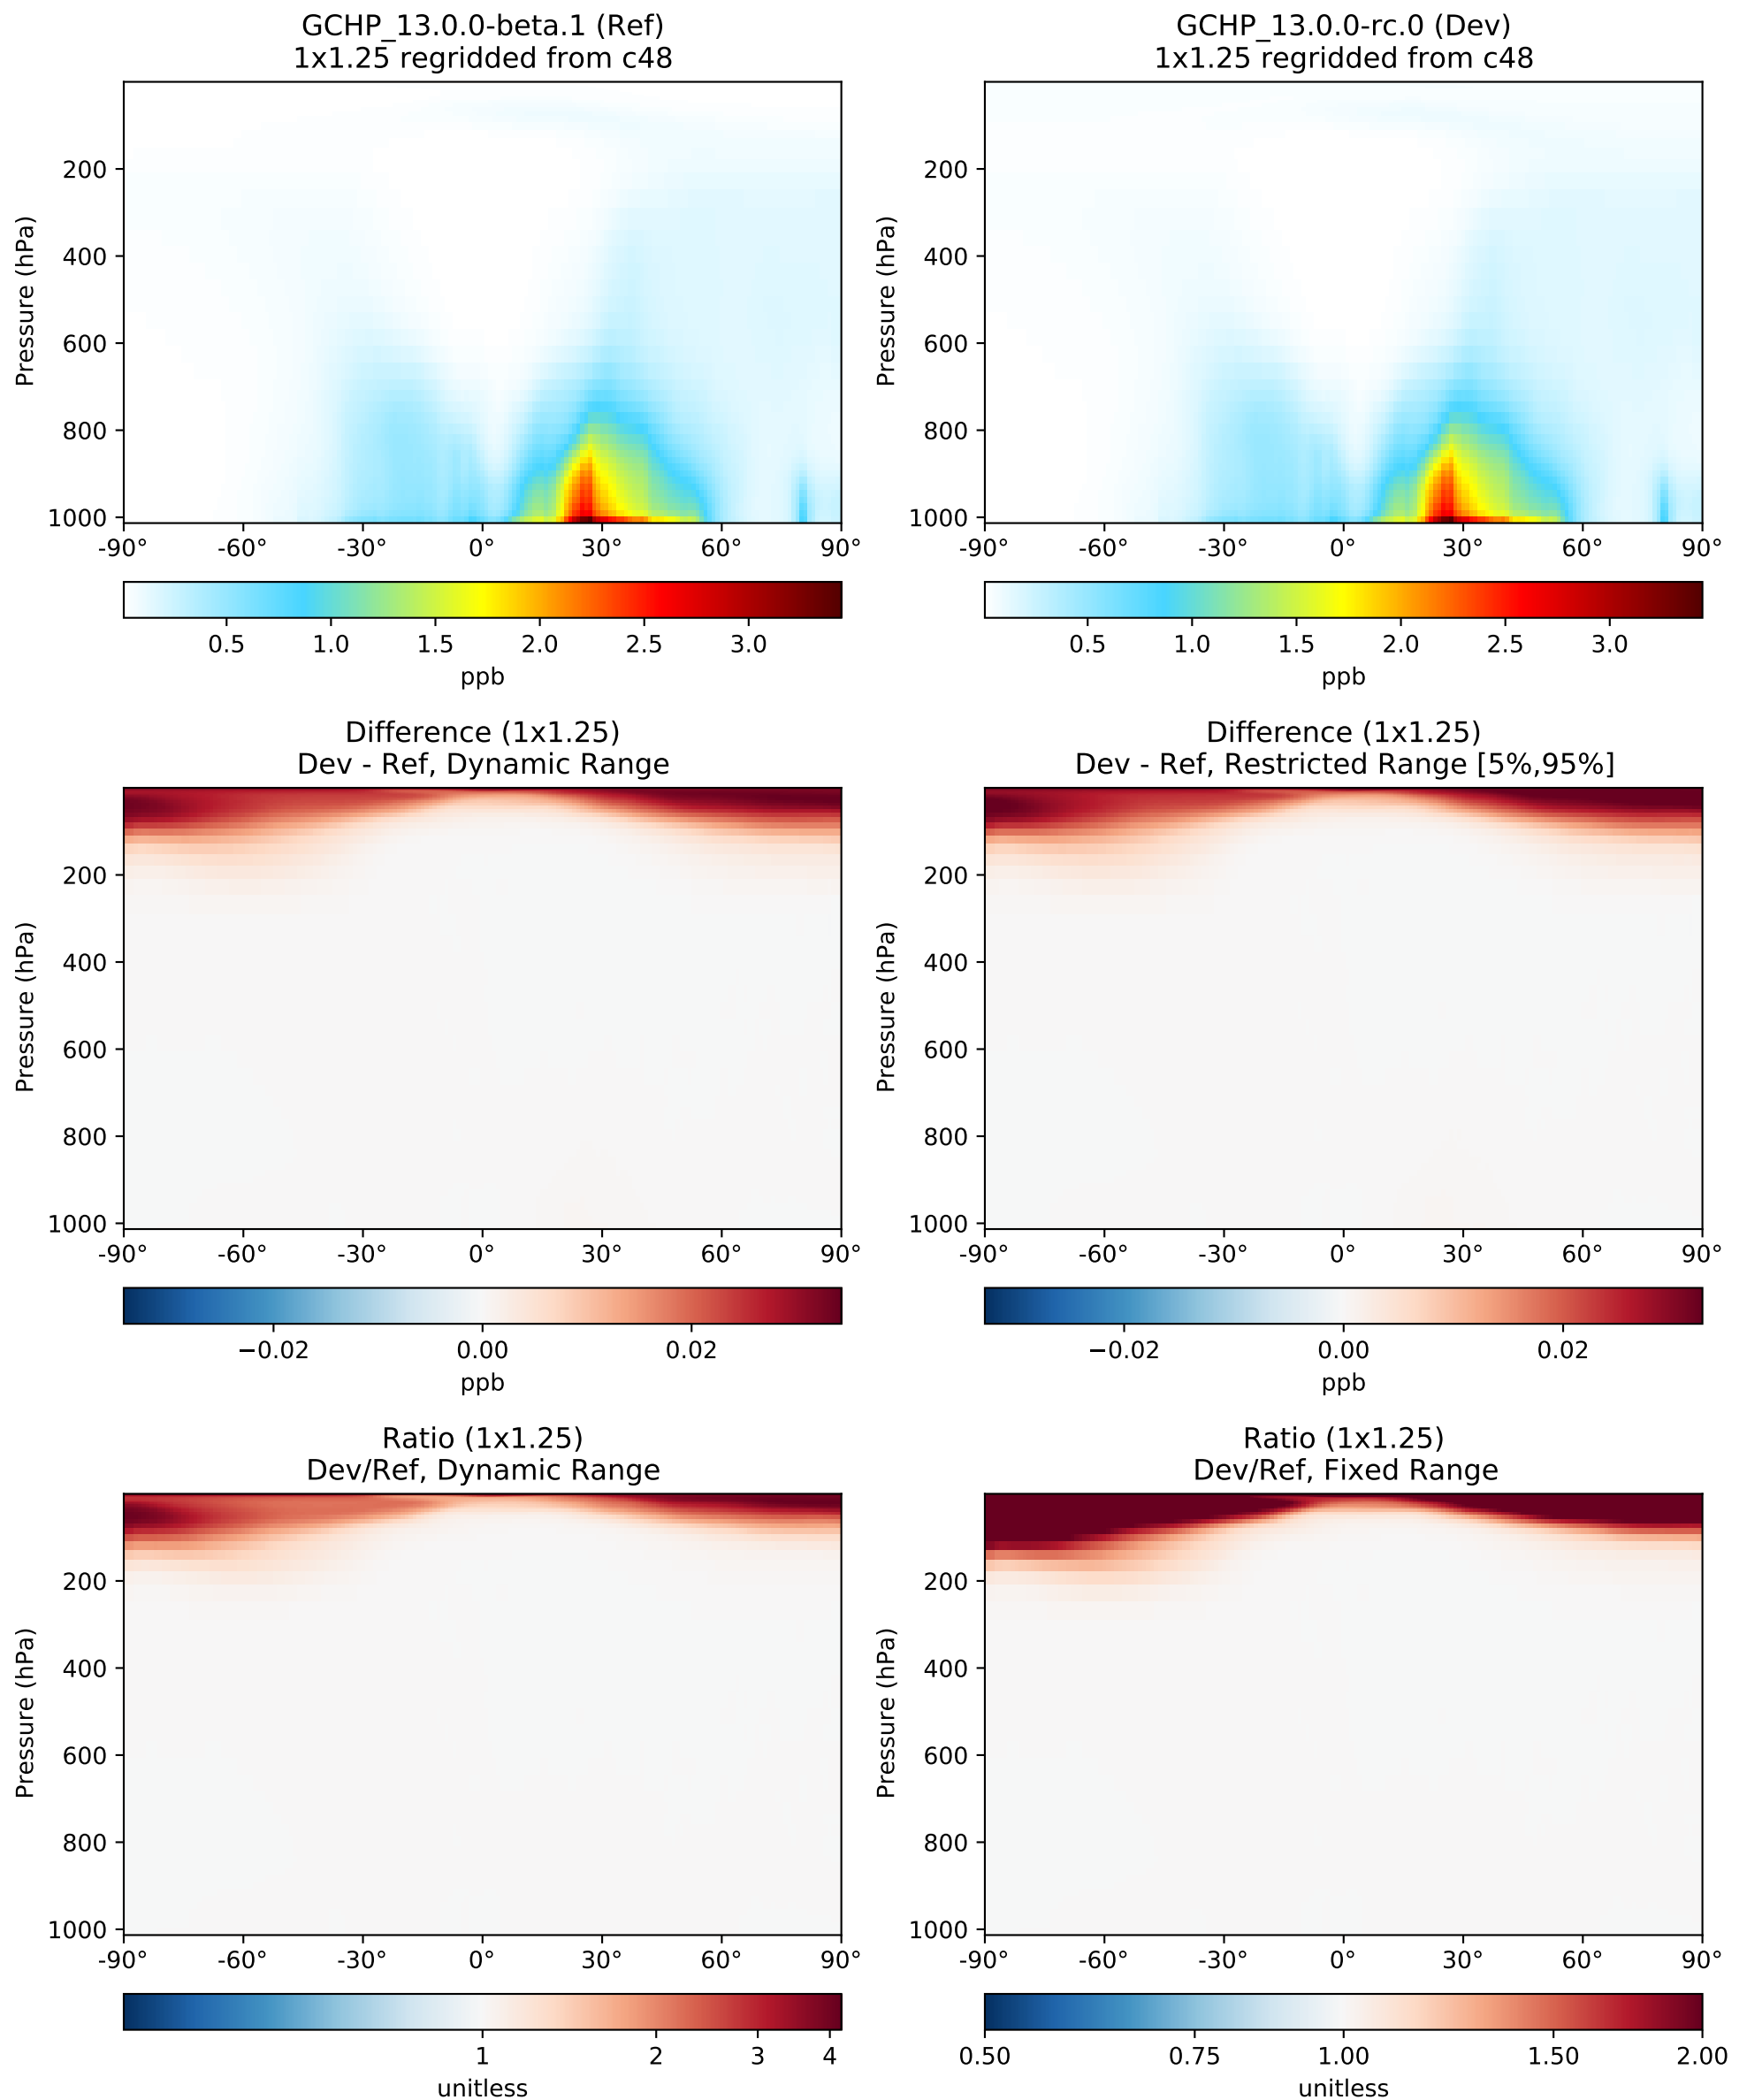 GCHP_13.0.0-beta.1 (Ref)
1x1.25 regridded from c48
Pressure (hPa)
200
400
600
800
1000
-90° -60° -30° 0° 30° 60° 90°
0.5 1.0 1.5 2.0 2.5 3.0
ppb
GCHP_13.0.0-rc.0 (Dev)
1x1.25 regridded from c48
Pressure (hPa)
200
400
600
800
1000
-90° -60° -30° 0° 30° 60° 90°
0.5 1.0 1.5 2.0 2.5 3.0
ppb
Difference (1x1.25)
Dev - Ref, Dynamic Range
Pressure (hPa)
200
400
600
800
1000
-90° -60° -30° 0° 30° 60° 90°
−0.02 0.00 0.02
ppb
Difference (1x1.25)
Dev - Ref, Restricted Range [5%,95%]
Pressure (hPa)
200
400
600
800
1000
-90° -60° -30° 0° 30° 60° 90°
−0.02 0.00 0.02
ppb
Ratio (1x1.25)
Dev/Ref, Dynamic Range
Pressure (hPa)
200
400
600
800
1000
-90° -60° -30° 0° 30° 60° 90°
1 2 3 4
unitless
Ratio (1x1.25)
Dev/Ref, Fixed Range
Pressure (hPa)
200
400
600
800
1000
-90° -60° -30° 0° 30° 60° 90°
0.50 0.75 1.00 1.50 2.00
unitless